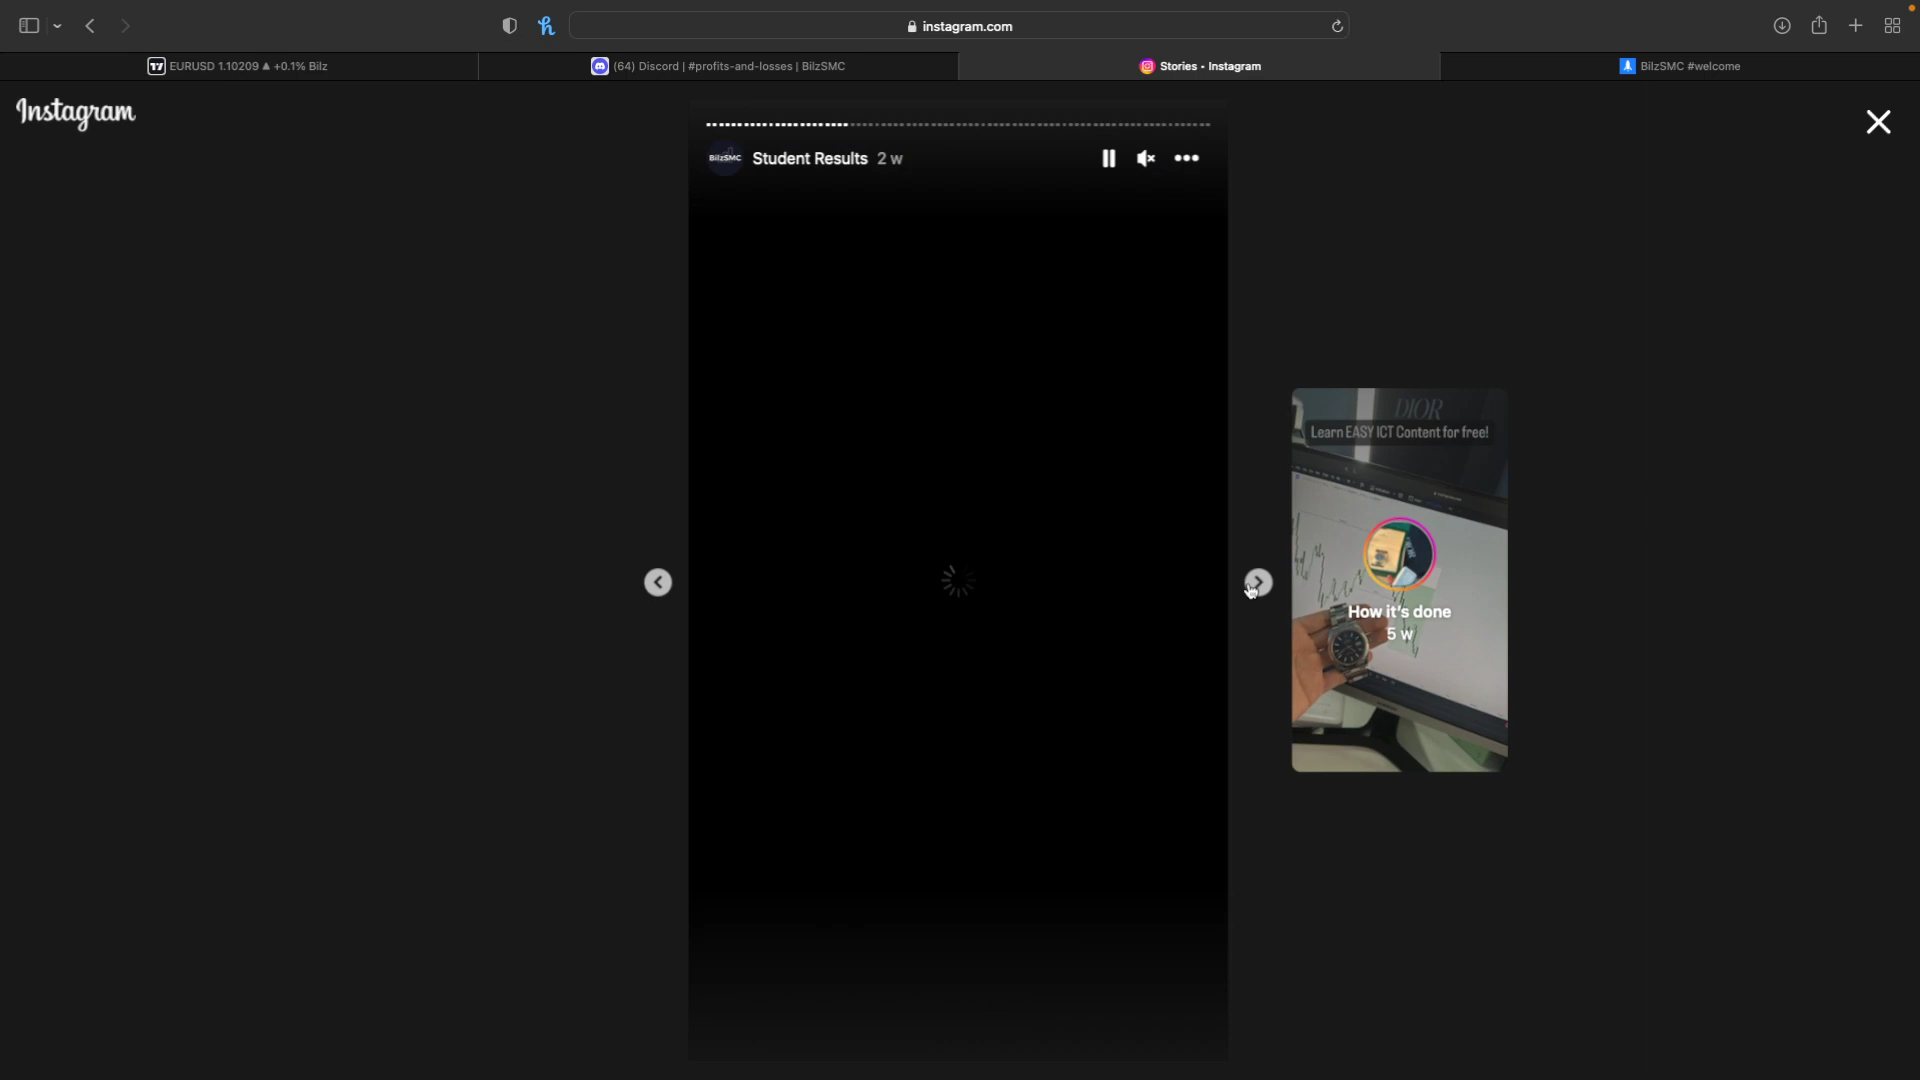 instagram.com
EURUSD 1.10209 ▲ +0.1% Bilz
(64) Discord | #profits-and-losses | BilzSMC
Stories • Instagram
BilzSMC #welcome
Instagram
BilzSMC
Student Results 2 w
DIOR
Learn EASY ICT Content for free!
How it's done
5 w